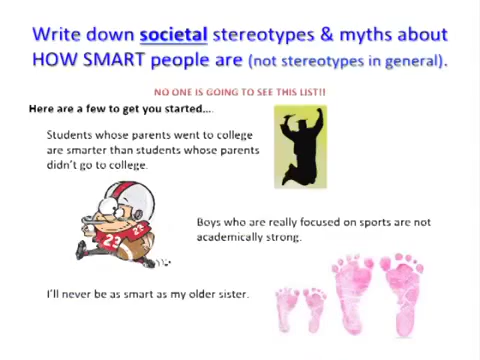 Write down societal stereotypes & myths about
HOW SMART people are (not stereotypes in general).
NO ONE IS GOING TO SEE THIS LIST!!
Here are a few to get you started….
Students whose parents went to college
are smarter than students whose parents
didn't go to college.
23
23
Boys who are really focused on sports are not
academically strong.
I'll never be as smart as my older sister.